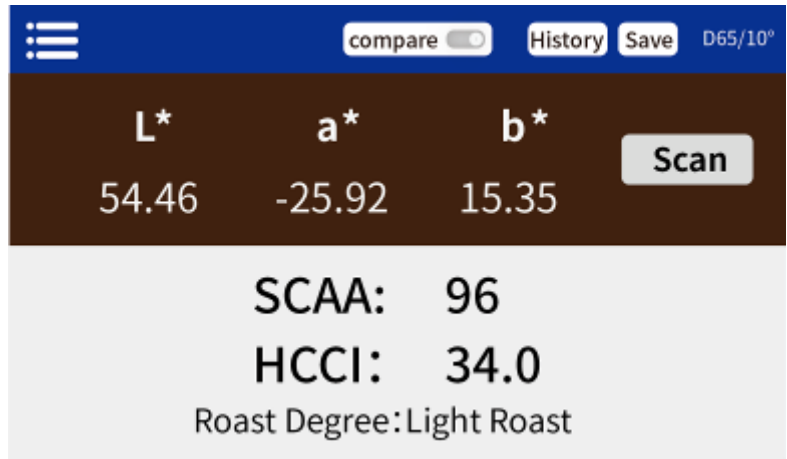 compare History Save D65/10°
L* a* b*
Scan
54.46 -25.92 15.35
SCAA: 96
HCCI: 34.0
Roast Degree:Light Roast